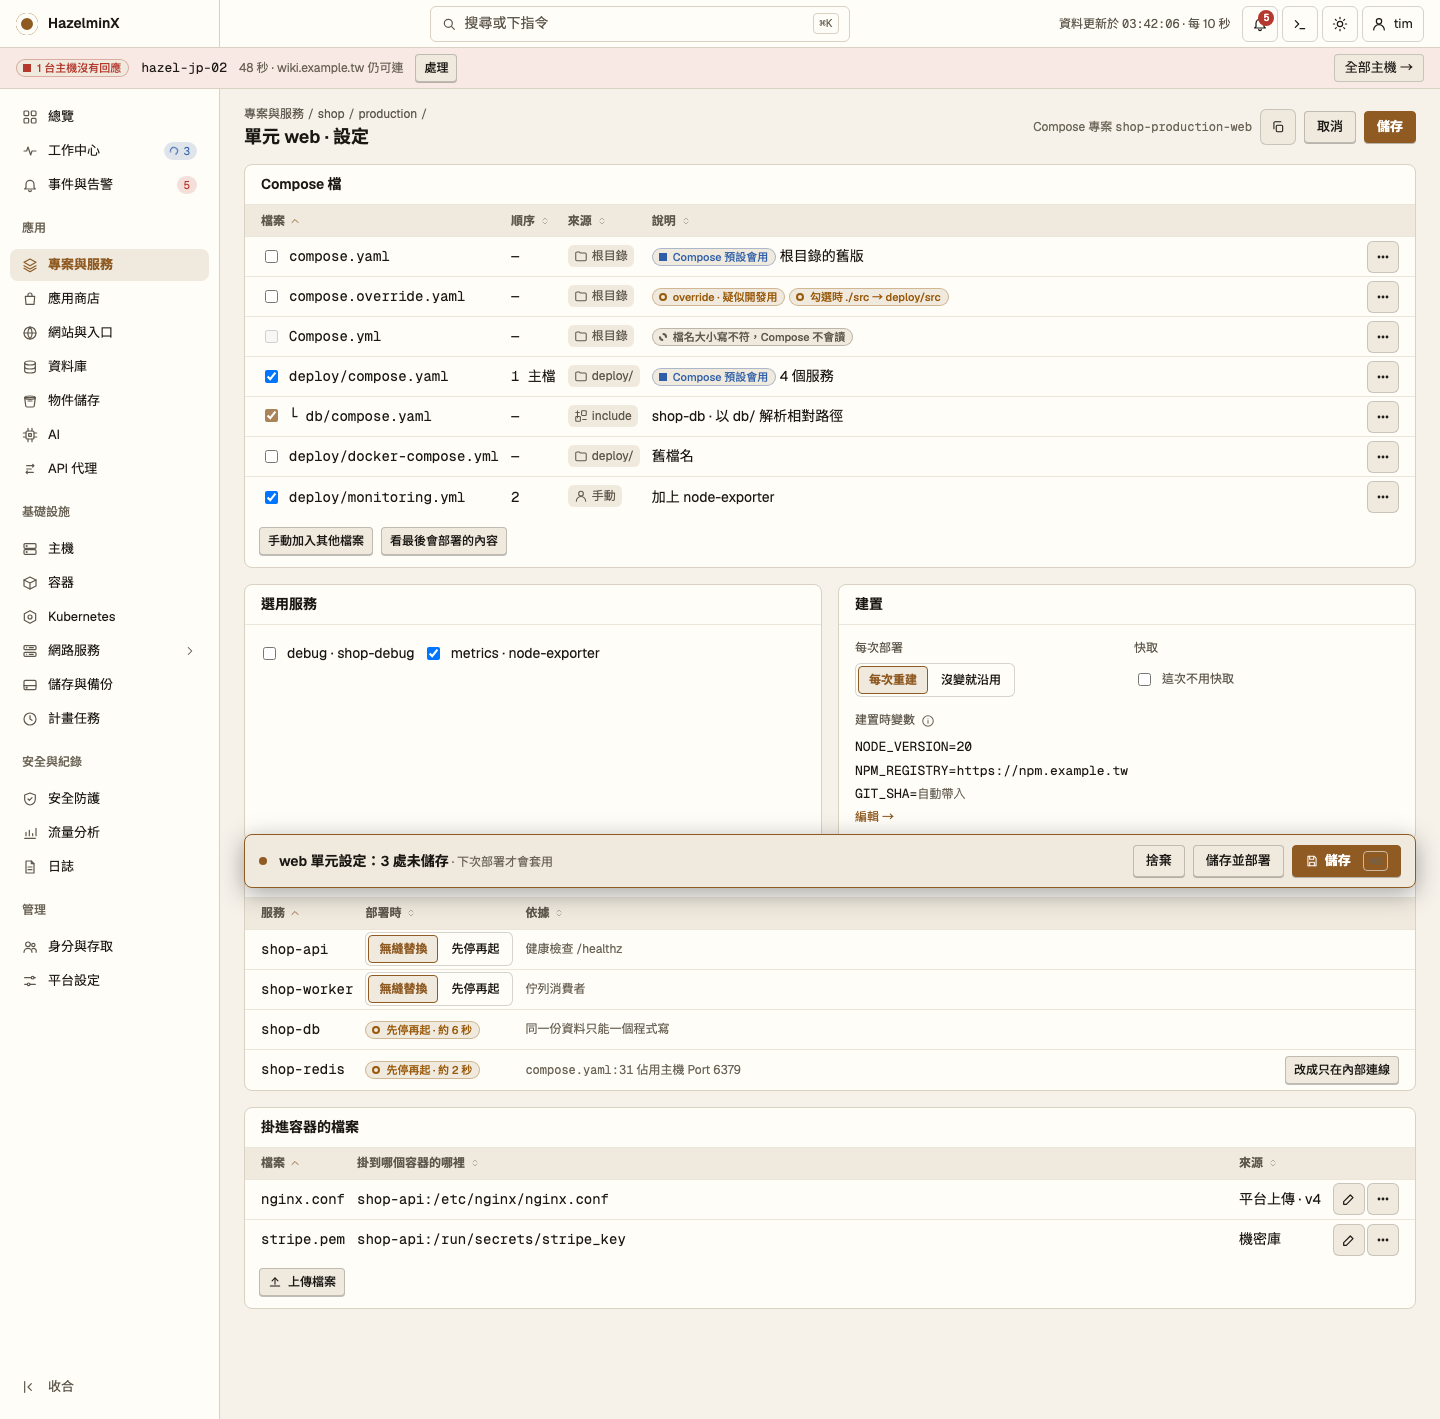 HazelminX
搜尋或下指令
⌘K
資料更新於 03:42:06 · 每 10 秒
5
tim
1 台主機沒有回應 hazel-jp-02 48 秒 · wiki.example.tw 仍可連 處理
全部主機 →
總覽
工作中心 3
事件與告警 5
應用
專案與服務
應用商店
網站與入口
資料庫
物件儲存
AI
API 代理
基礎設施
主機
容器
Kubernetes
網路服務
儲存與備份
計畫任務
安全與紀錄
安全防護
流量分析
日誌
管理
身分與存取
平台設定
收合
專案與服務 / shop / production /
單元 web · 設定
Compose 專案 shop-production-web
取消
儲存
Compose 檔
檔案 順序 來源 說明
compose.yaml — 根目錄 Compose 預設會用 根目錄的舊版
compose.override.yaml — 根目錄 override · 疑似開發用 勾選時 ./src → deploy/src
Compose.yml — 根目錄 檔名大小寫不符，Compose 不會讀
deploy/compose.yaml 1 主檔 deploy/ Compose 預設會用 4 個服務
└ db/compose.yaml — include shop-db · 以 db/ 解析相對路徑
deploy/docker-compose.yml — deploy/ 舊檔名
deploy/monitoring.yml 2 手動 加上 node-exporter
手動加入其他檔案 看最後會部署的內容
選用服務
debug · shop-debug metrics · node-exporter
建置
每次部署 快取
每次重建 沒變就沿用 這次不用快取
建置時變數
NODE_VERSION=20
NPM_REGISTRY=https://npm.example.tw
GIT_SHA=自動帶入
編輯 →
web 單元設定：3 處未儲存 · 下次部署才會套用
捨棄 儲存並部署 儲存
服務 部署時 依據
shop-api 無縫替換 先停再起 健康檢查 /healthz
shop-worker 無縫替換 先停再起 佇列消費者
shop-db 先停再起 · 約 6 秒 同一份資料只能一個程式寫
shop-redis 先停再起 · 約 2 秒 compose.yaml:31 佔用主機 Port 6379 改成只在內部連線
掛進容器的檔案
檔案 掛到哪個容器的哪裡 來源
nginx.conf shop-api:/etc/nginx/nginx.conf 平台上傳 · v4
stripe.pem shop-api:/run/secrets/stripe_key 機密庫
上傳檔案